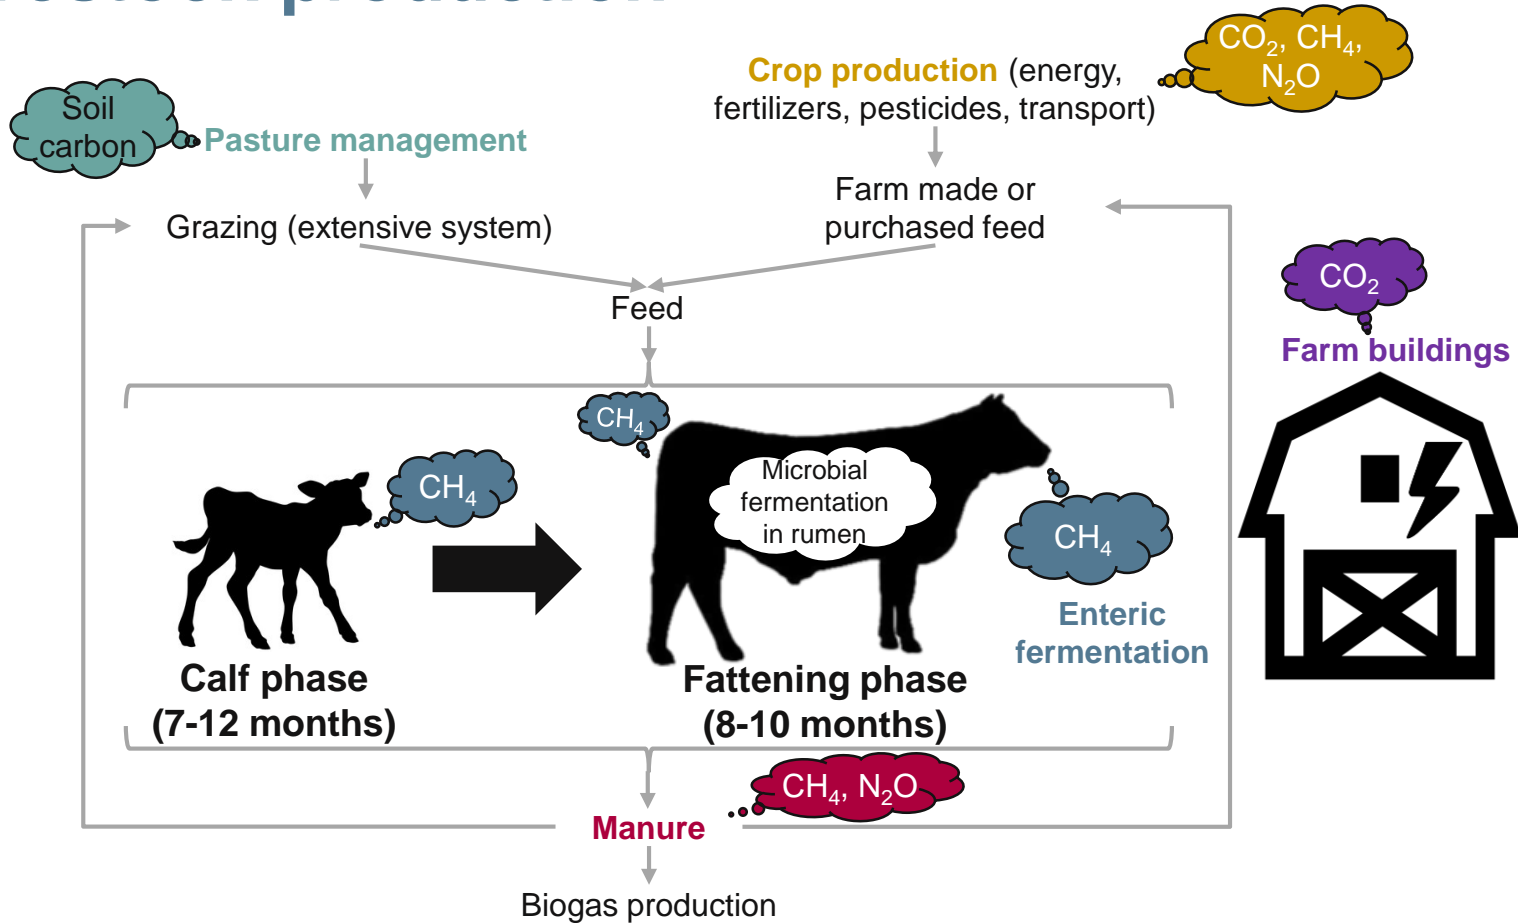 CO₂, CH₄,
N₂O
Crop production (energy,
fertilizers, pesticides, transport)
Soil
carbon
Pasture management
Farm made or
purchased feed
Grazing (extensive system)
CO₂
Feed
Farm buildings
CH₄
CH₄
Microbial
fermentation
in rumen
CH₄
Enteric
fermentation
Calf phase
(7-12 months)
Fattening phase
(8-10 months)
CH₄, N₂O
Manure
Biogas production